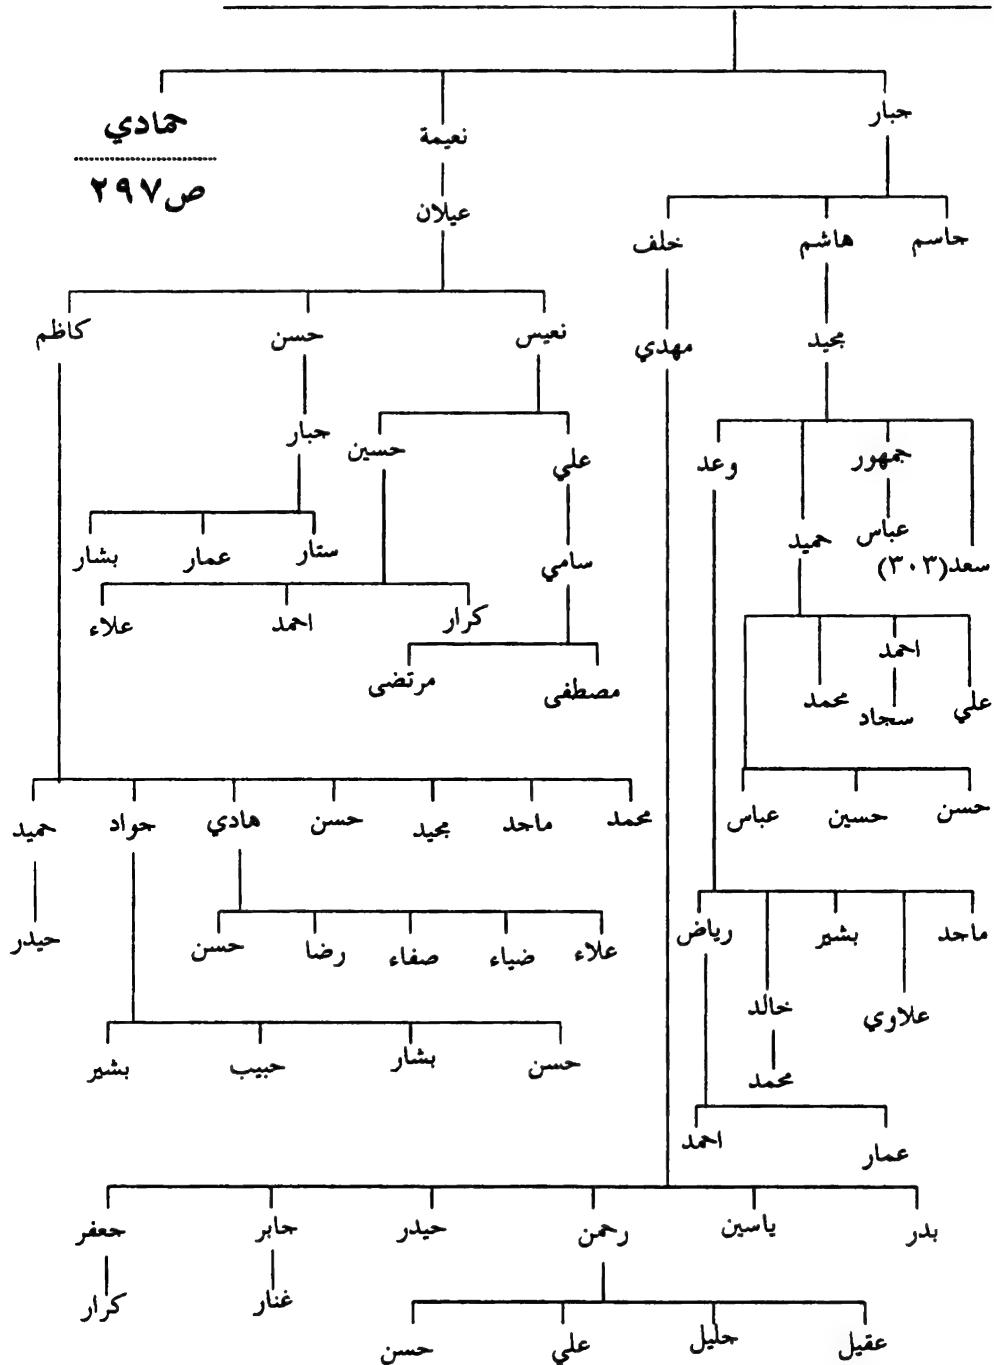 جبار
نعيمة
حمادي
ص٢٩٧
عيلان
جاسم
هاشم
خلف
نعيس
حسن
كاظم
مجيد
مهدي
جمهور
وعد
جبار
حسين
علي
عباس
حميد
سعد(٣٠٣)
ستار
عمار
بشار
سامي
كرار
احمد
علاء
احمد
علي
محمد
سجاد
مصطفى
مرتضى
حسن
حسين
عباس
محمد
ماجد
مجيد
حسن
هادي
جواد
حميد
ماجد
بشير
رياض
علاء
ضياء
صفاء
رضا
حسن
حيدر
علاوي
خالد
محمد
حسن
بشار
حبيب
بشير
عمار
احمد
بدر
ياسين
رحمن
حيدر
جابر
جعفر
غنار
كرار
عقيل
جليل
علي
حسن